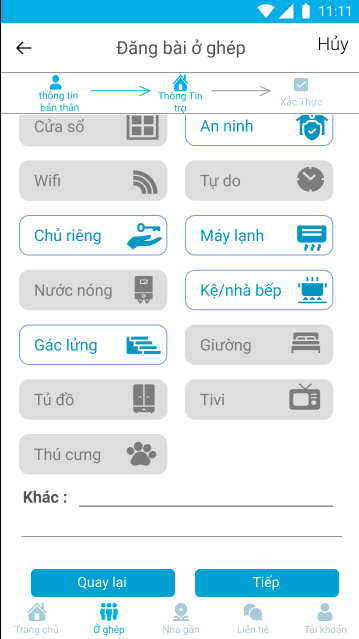 11:11
Đăng bài ở ghép
Hủy
thông tin
bản thân
Thông Tin
trọ
Xác Thực
Cửa sổ
An ninh
Wifi
Tự do
Chủ riêng
Máy lạnh
Nước nóng
Kệ/nhà bếp
Gác lửng
Giường
Tủ đồ
Tivi
Thú cưng
Khác :
Quay lại
Tiếp
Trang chủ
Ở ghép
Nhà gần
Liên hệ
Tài khoản